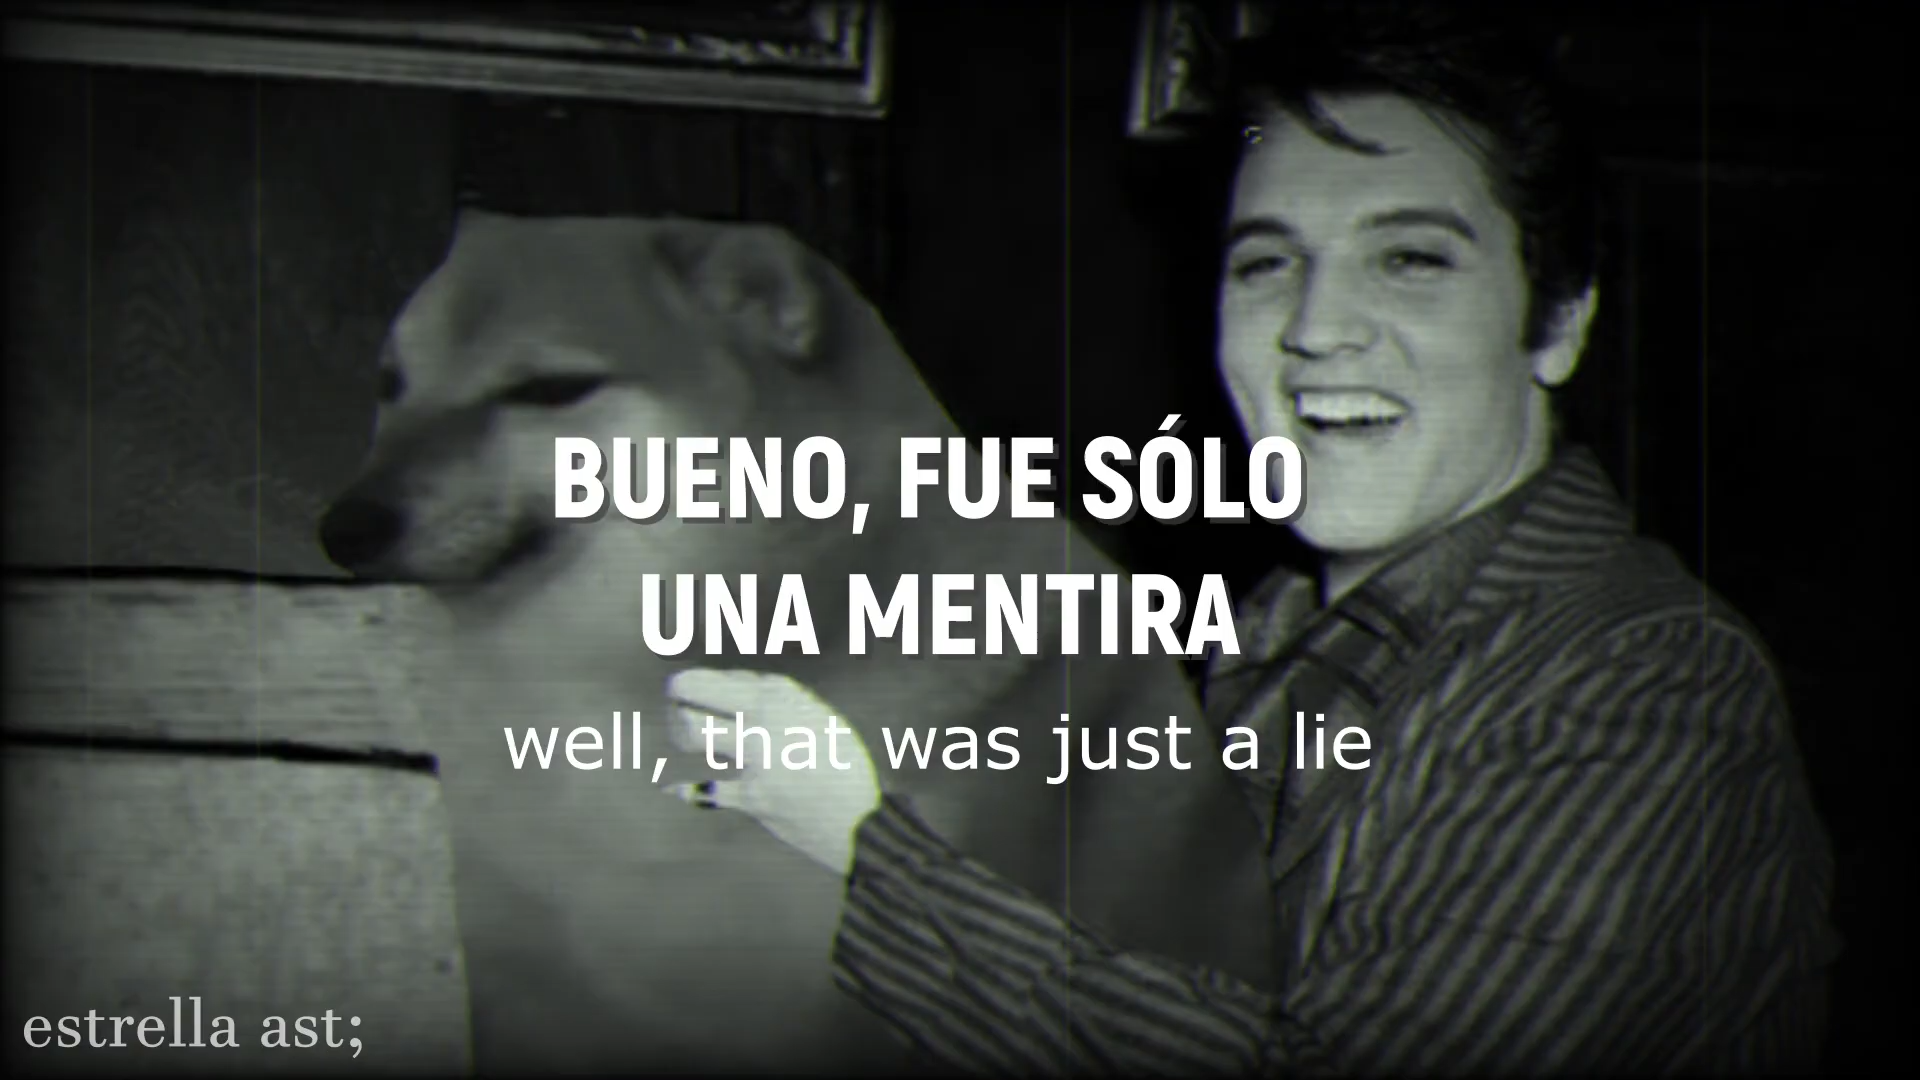 BUENO, FUE SÓLO
UNA MENTIRA
well, that was just a lie
estrella ast;